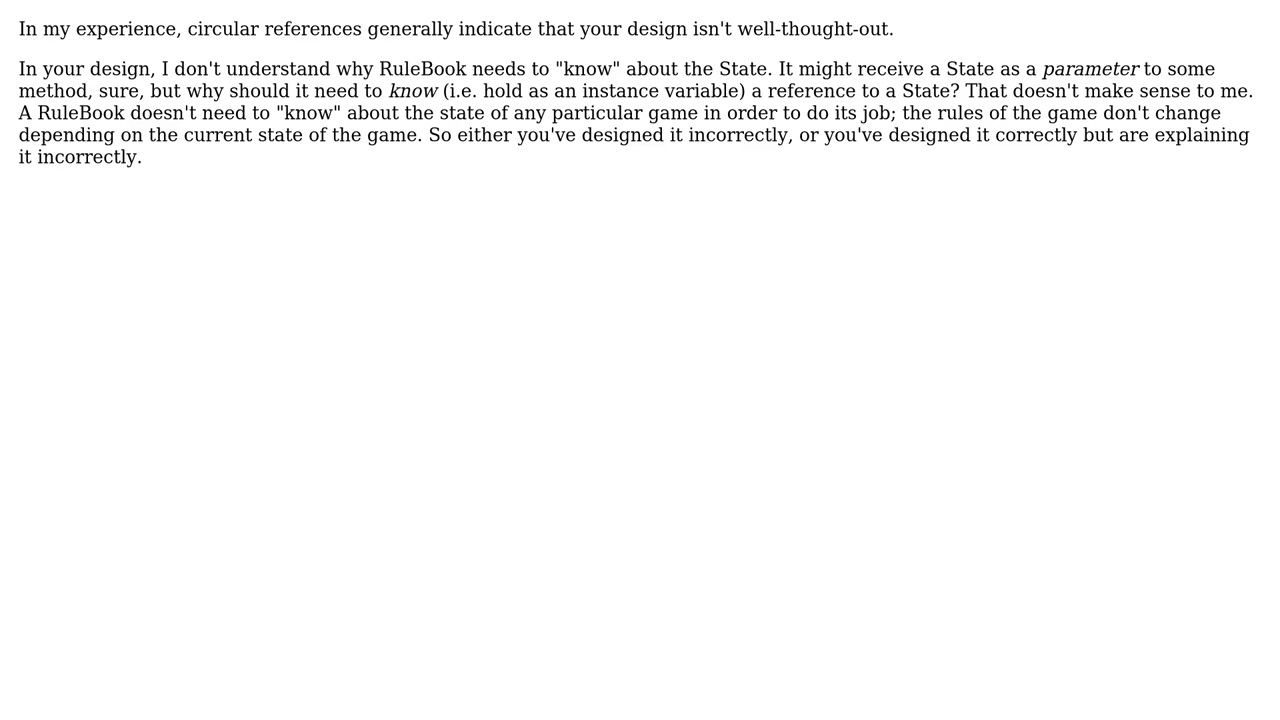 In my experience, circular references generally indicate that your design isn't well-thought-out.
In your design, I don't understand why RuleBook needs to "know" about the State. It might receive a State as a parameter to some
method, sure, but why should it need to know (i.e. hold as an instance variable) a reference to a State? That doesn't make sense to me.
A RuleBook doesn't need to "know" about the state of any particular game in order to do its job; the rules of the game don't change
depending on the current state of the game. So either you've designed it incorrectly, or you've designed it correctly but are explaining
it incorrectly.